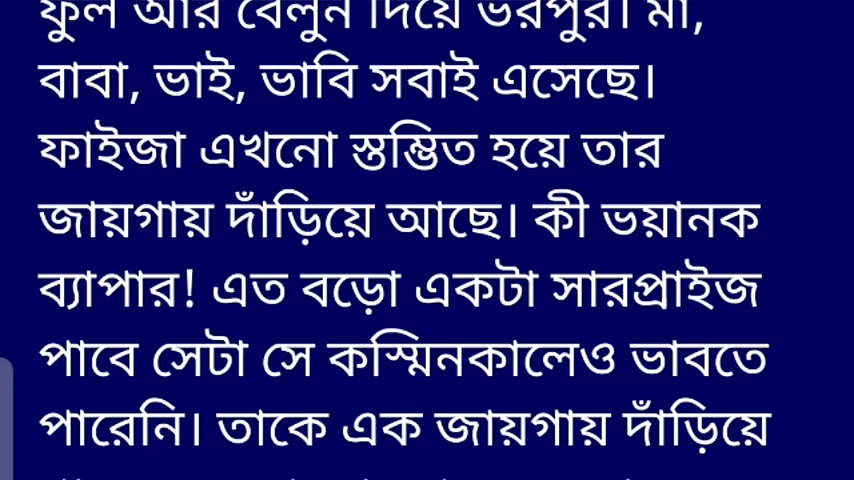 ফুল আর বেলুন দিয়ে ভরপুর। মা,
বাবা, ভাই, ভাবি সবাই এসেছে।
ফাইজা এখনো স্তম্ভিত হয়ে তার
জায়গায় দাঁড়িয়ে আছে। কী ভয়ানক
ব্যাপার! এত বড়ো একটা সারপ্রাইজ
পাবে সেটা সে কস্মিনকালেও ভাবতে
পারেনি। তাকে এক জায়গায় দাঁড়িয়ে